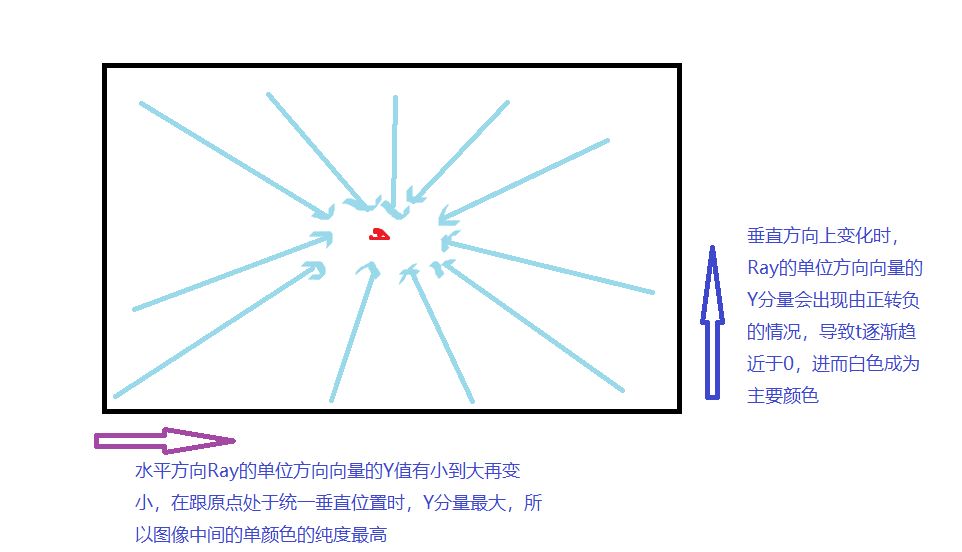 垂直方向上变化时，
Ray的单位方向向量的
Y分量会出现由正转负
的情况，导致t逐渐趋
近于0，进而白色成为
主要颜色
水平方向Ray的单位方向向量的Y值有小到大再变
小，在跟原点处于统一垂直位置时，Y分量最大，所
以图像中间的单颜色的纯度最高